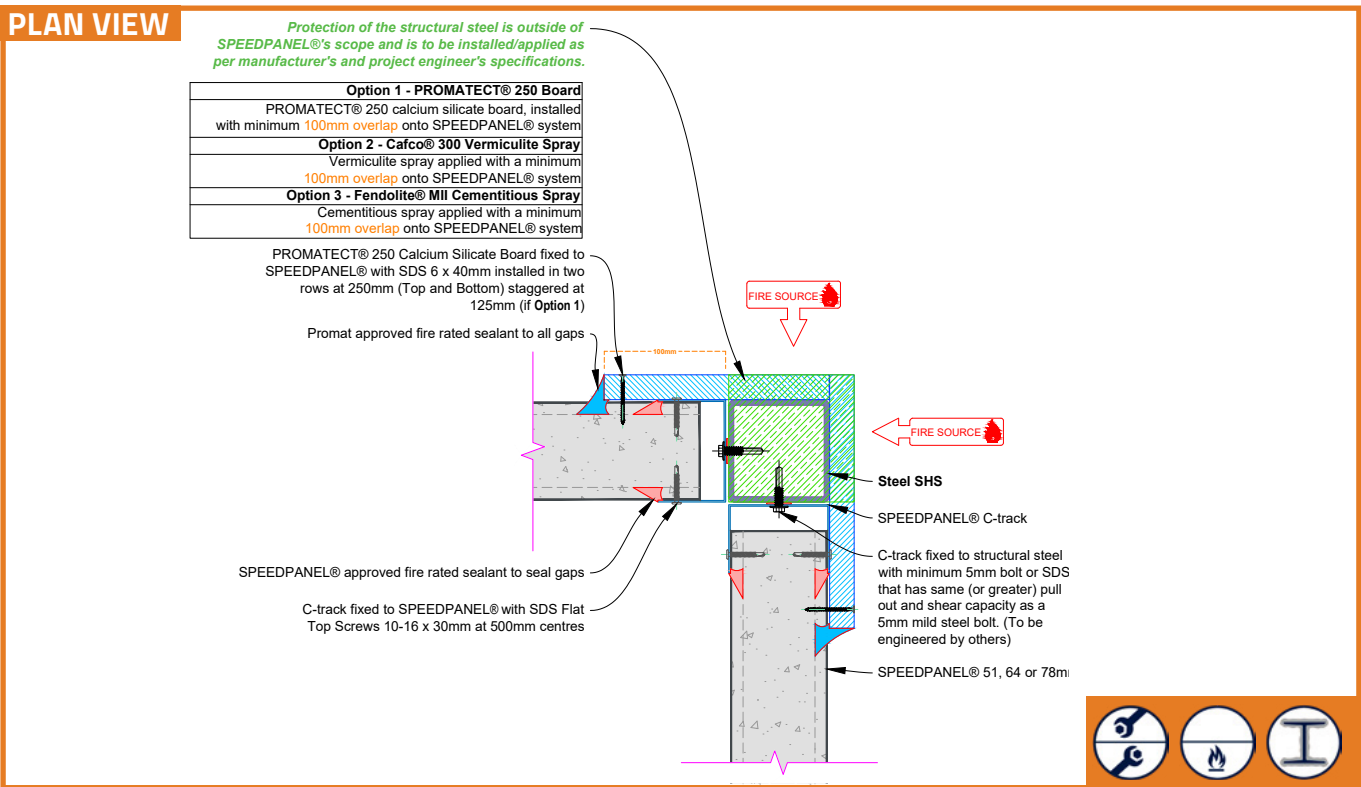 PLAN VIEW
Protection of the structural steel is outside of
SPEEDPANEL®'s scope and is to be installed/applied as
per manufacturer's and project engineer's specifications.
Option 1 - PROMATECT® 250 Board
PROMATECT® 250 calcium silicate board, installed
with minimum 100mm overlap onto SPEEDPANEL® system
Option 2 - Cafco® 300 Vermiculite Spray
Vermiculite spray applied with a minimum
100mm overlap onto SPEEDPANEL® system
Option 3 - Fendolite® MII Cementitious Spray
Cementitious spray applied with a minimum
100mm overlap onto SPEEDPANEL® system
PROMATECT® 250 Calcium Silicate Board fixed to
SPEEDPANEL® with SDS 6 x 40mm installed in two
rows at 250mm (Top and Bottom) staggered at
125mm (if Option 1)
Promat approved fire rated sealant to all gaps
FIRE SOURCE
100mm
FIRE SOURCE
Steel SHS
SPEEDPANEL® C-track
C-track fixed to structural steel
with minimum 5mm bolt or SDS
that has same (or greater) pull
out and shear capacity as a
5mm mild steel bolt. (To be
engineered by others)
SPEEDPANEL® 51, 64 or 78m
SPEEDPANEL® approved fire rated sealant to seal gaps
C-track fixed to SPEEDPANEL® with SDS Flat
Top Screws 10-16 x 30mm at 500mm centres